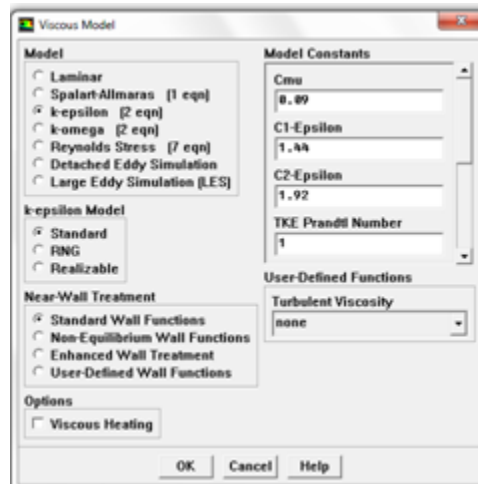 Viscous Model
Model
Laminar
Spalart-Allmaras (1 eqn)
k-epsilon (2 eqn)
k-omega (2 eqn)
Reynolds Stress (7 eqn)
Detached Eddy Simulation
Large Eddy Simulation (LES)
k-epsilon Model
Standard
RNG
Realizable
Near-Wall Treatment
Standard Wall Functions
Non-Equilibrium Wall Functions
Enhanced Wall Treatment
User-Defined Wall Functions
Options
Viscous Heating
Model Constants
Cmu
0.09
C1-Epsilon
1.44
C2-Epsilon
1.92
TKE Prandtl Number
1
User-Defined Functions
Turbulent Viscosity
none
OK Cancel Help